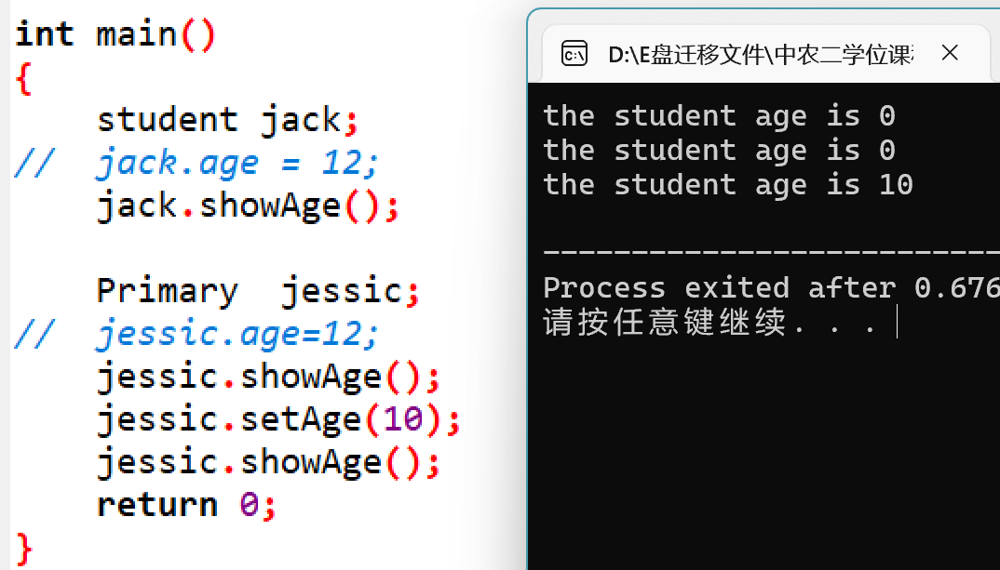 int main()
{
student jack;
// jack.age = 12;
jack.showAge();
Primary jessic;
// jessic.age=12;
jessic.showAge();
jessic.setAge(10);
jessic.showAge();
return 0;
}
D:\E盘迁移文件\中农二学位课
the student age is 0
the student age is 0
the student age is 10
--------------------------
Process exited after 0.676
请按任意键继续. . .